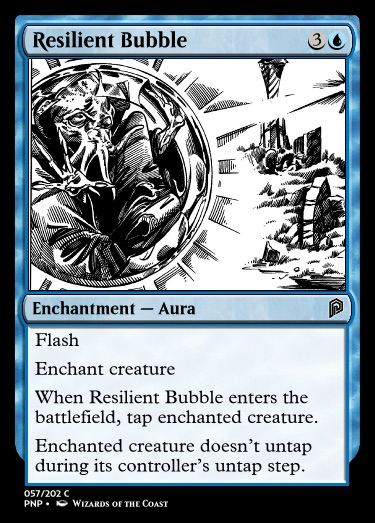 Resilient Bubble 3
Enchantment — Aura
Flash
Enchant creature
When Resilient Bubble enters the
battlefield, tap enchanted creature.
Enchanted creature doesn't untap
during its controller's untap step.
057/202 C
PNP • Wizards of the Coast